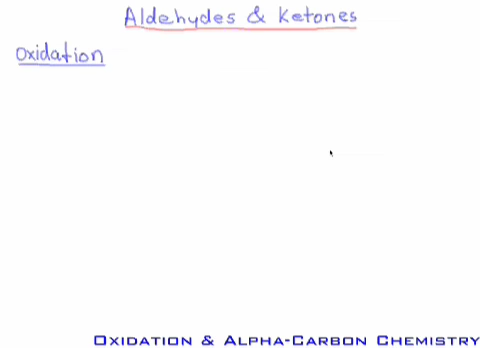 Aldehydes & Ketones
Oxidation
Oxidation & Alpha-Carbon Chemistry